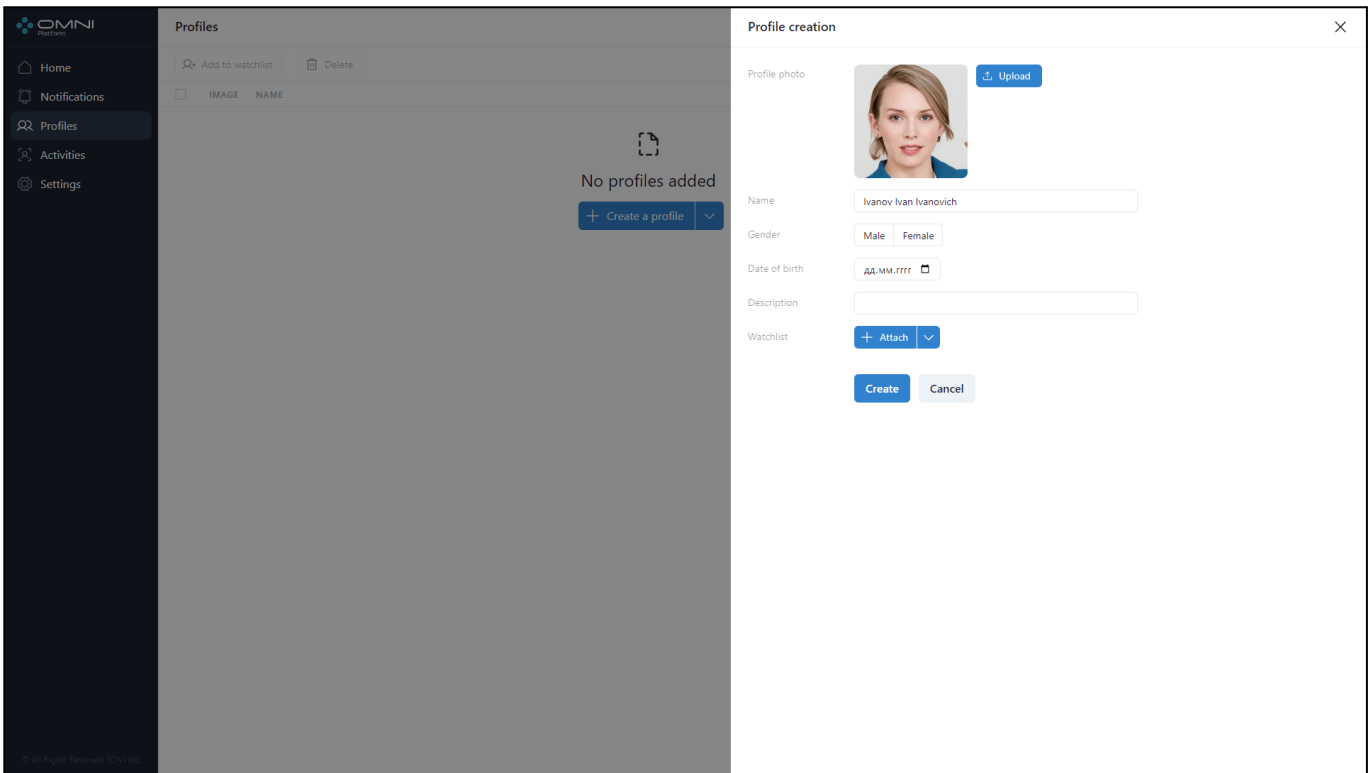 OMNI
Platform
Home
Notifications
Profiles
Activities
Settings
© All Rights Reserved 3DiVi Inc.
Profiles
Add to watchlist
Delete
IMAGE NAME
No profiles added
Create a profile
Profile creation
Profile photo
Upload
Name
Ivanov Ivan Ivanovich
Gender
Male Female
Date of birth
дд.мм.гггг
Description
Watchlist
Attach
Create Cancel